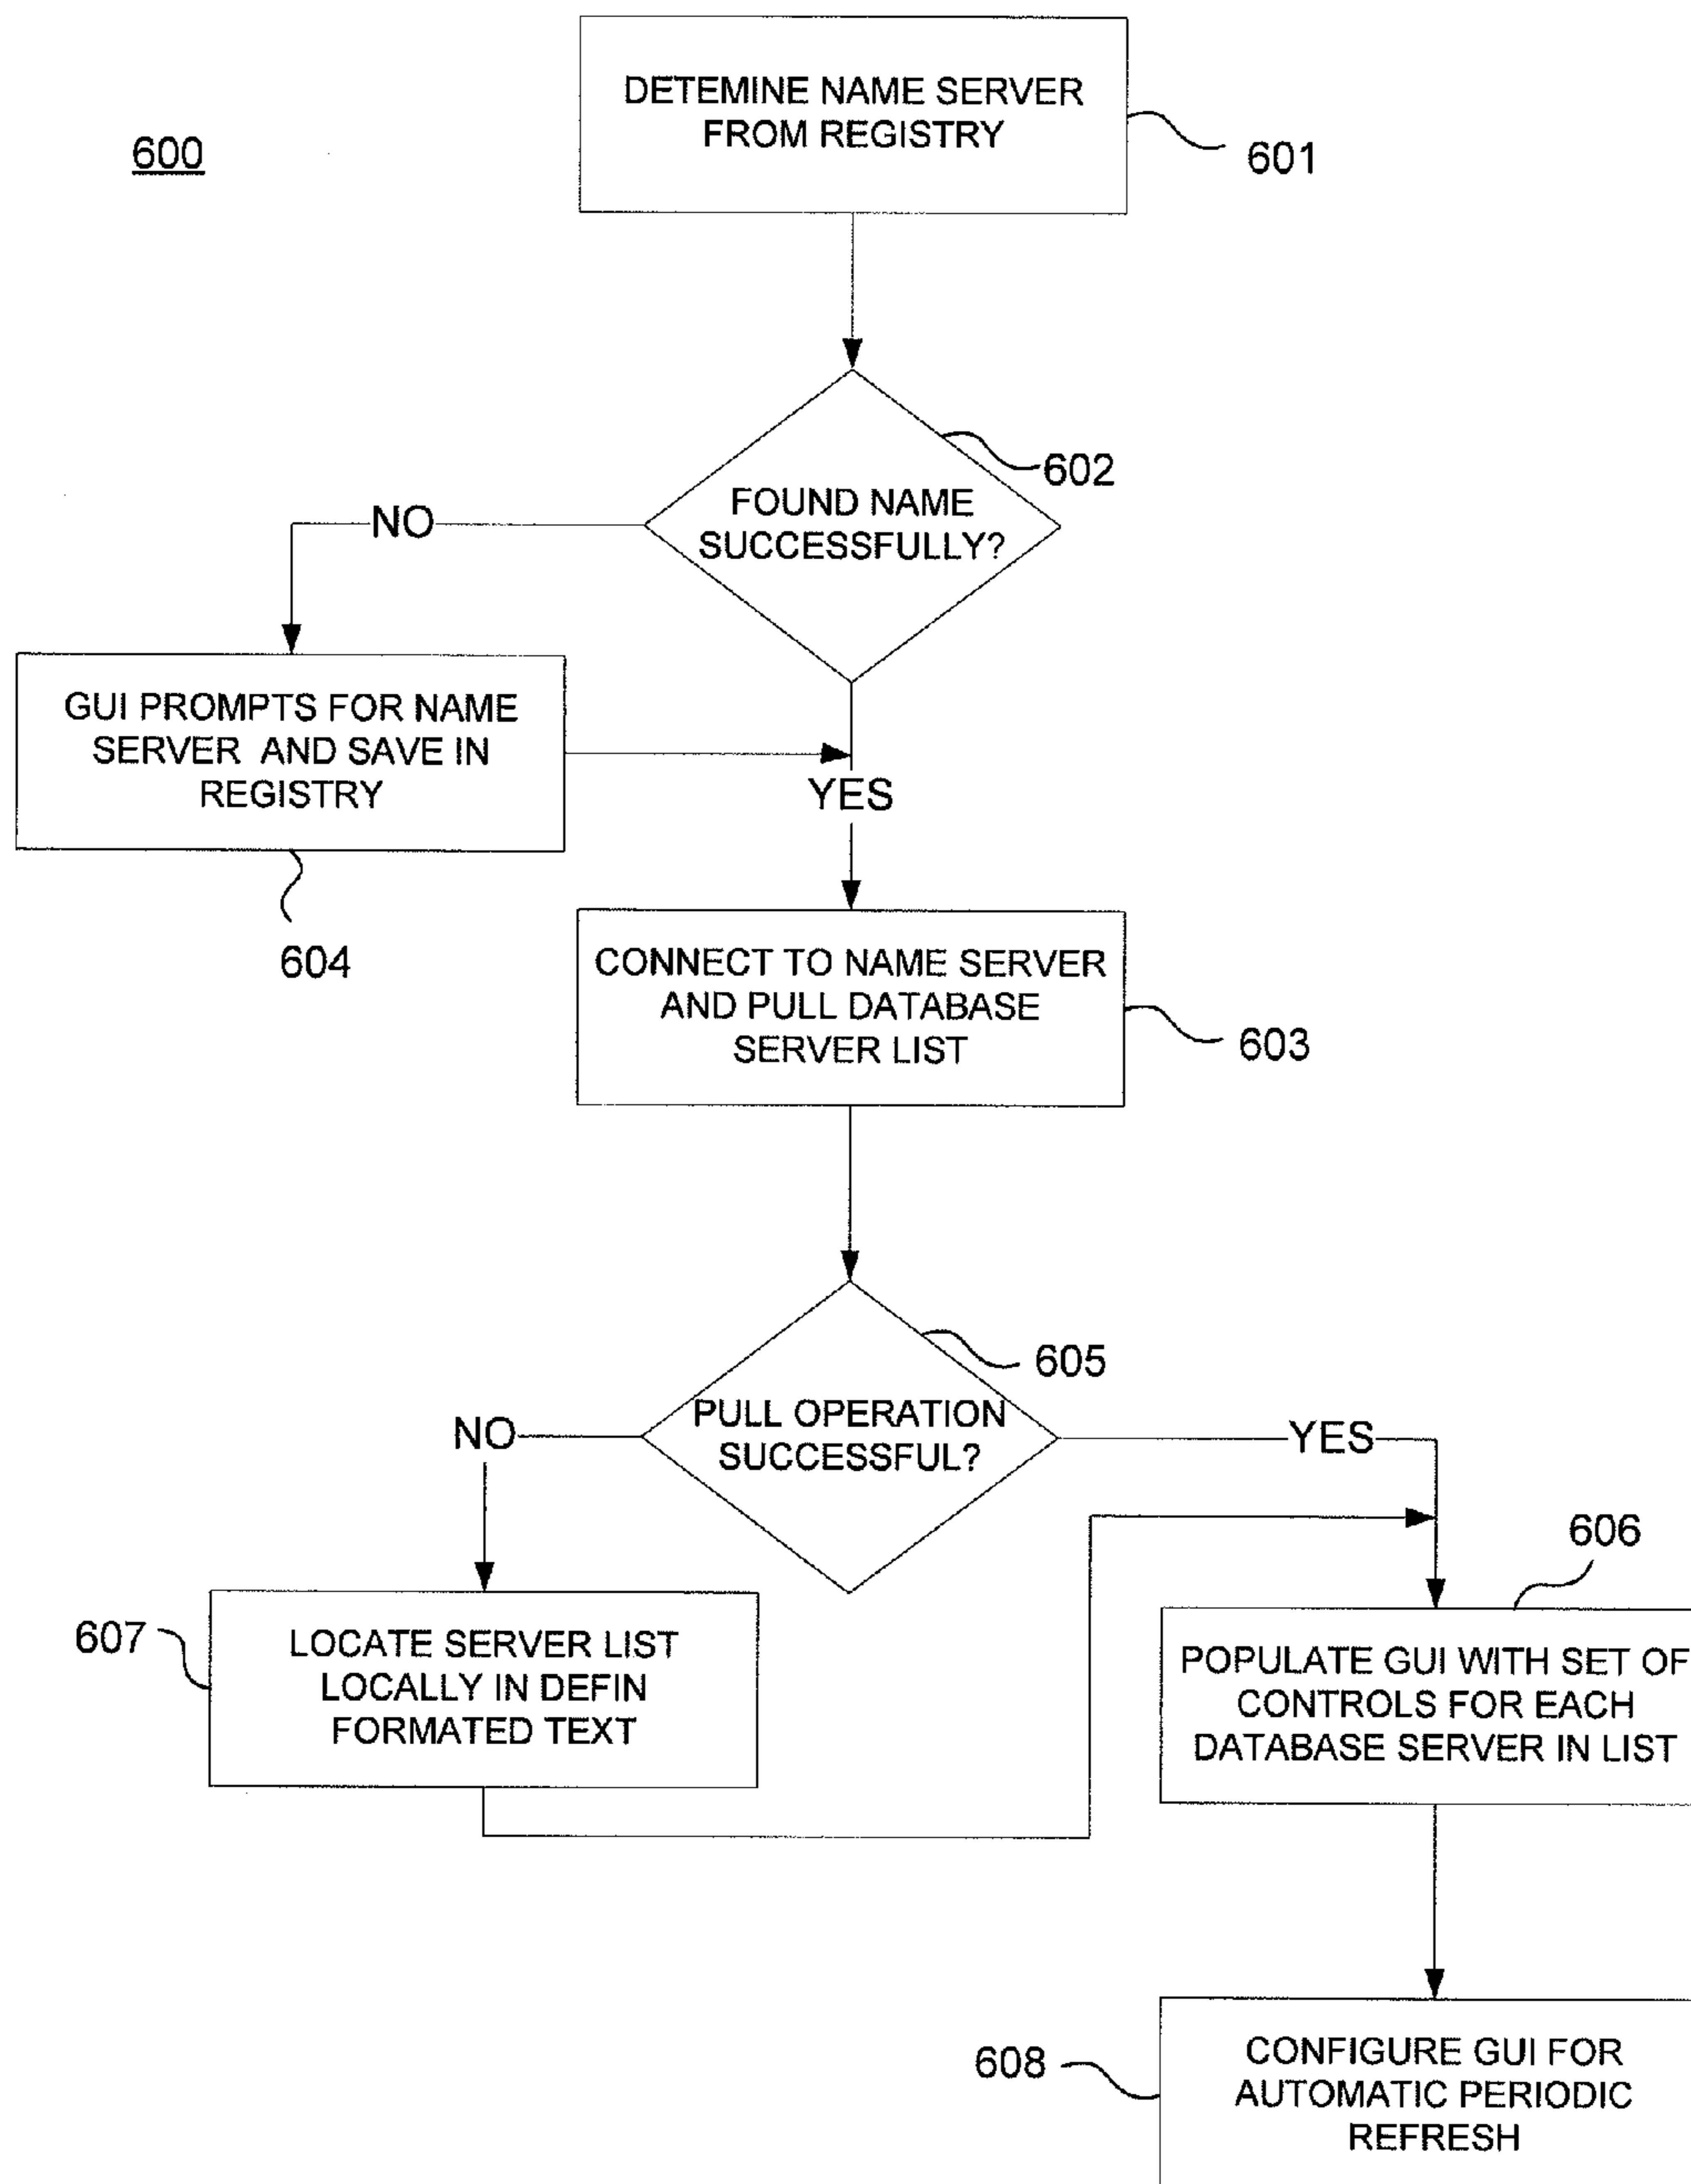 600
DETEMINE NAME SERVER
FROM REGISTRY
601
602
FOUND NAME
SUCCESSFULLY?
NO
GUI PROMPTS FOR NAME
SERVER AND SAVE IN
REGISTRY
604
YES
CONNECT TO NAME SERVER
AND PULL DATABASE
SERVER LIST
603
605
PULL OPERATION
SUCCESSFUL?
NO
YES
607
LOCATE SERVER LIST
LOCALLY IN DEFIN
FORMATED TEXT
606
POPULATE GUI WITH SET OF
CONTROLS FOR EACH
DATABASE SERVER IN LIST
608
CONFIGURE GUI FOR
AUTOMATIC PERIODIC
REFRESH